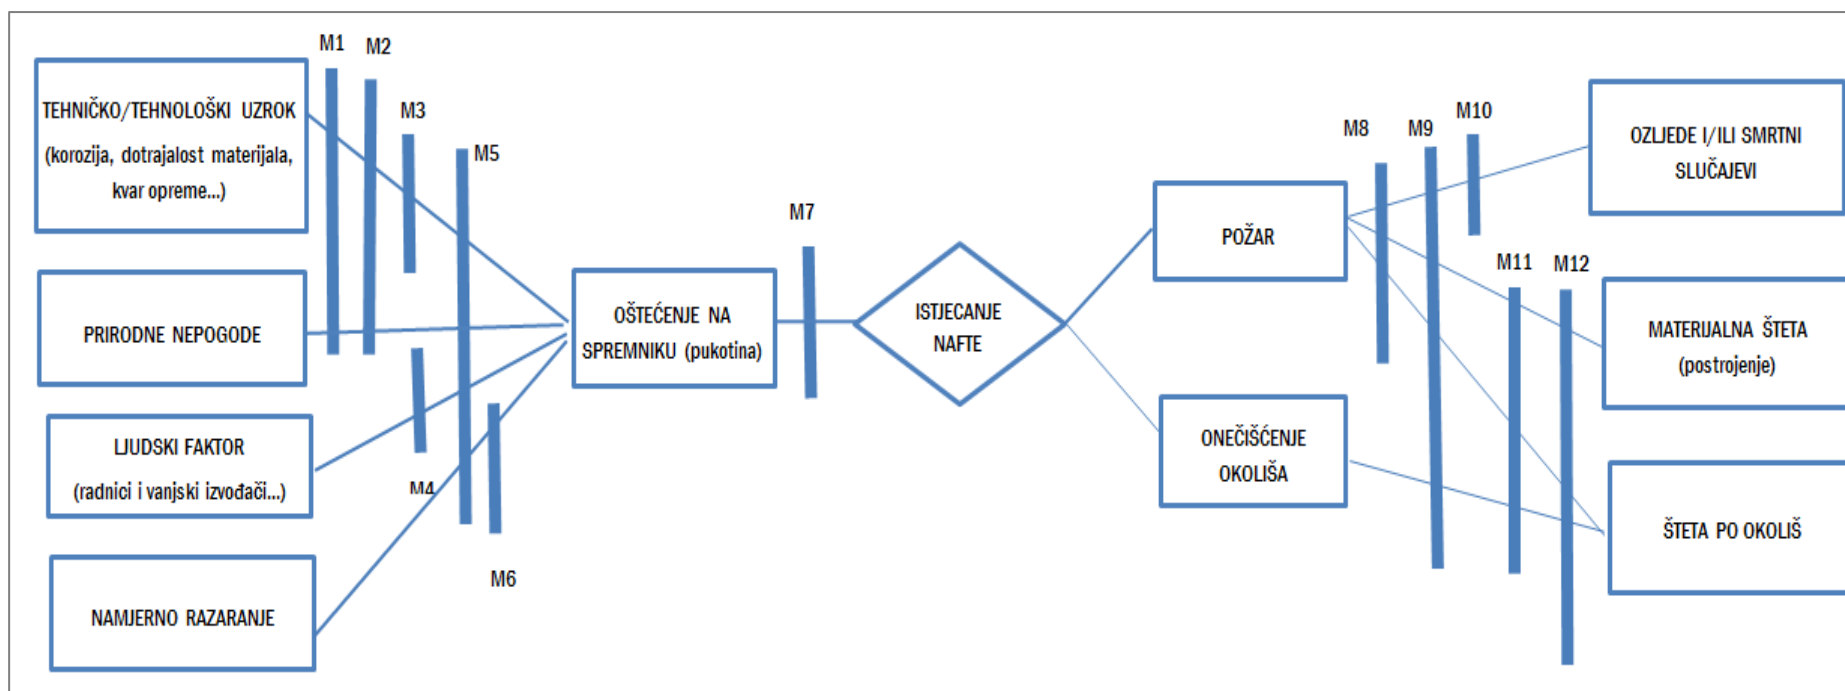 M1
M2
TEHNIČKO/TEHNOLOŠKI UZROK
(korozija, dotrajalost materijala,
kvar opreme...)
M3
M5
PRIRODNE NEPOGODE
LJUDSKI FAKTOR
(radnici i vanjski izvođači...)
M4
M6
NAMJERNO RAZARANJE
OŠTEĆENJE NA
SPREMNIKU (pukotina)
M7
ISTJECANJE
NAFTE
POŽAR
ONEČIŠĆENJE
OKOLIŠA
M8
M9
M10
M11
M12
OZLJEDE I/ILI SMRTNI
SLUČAJEVI
MATERIJALNA ŠTETA
(postrojenje)
ŠTETA PO OKOLIŠ